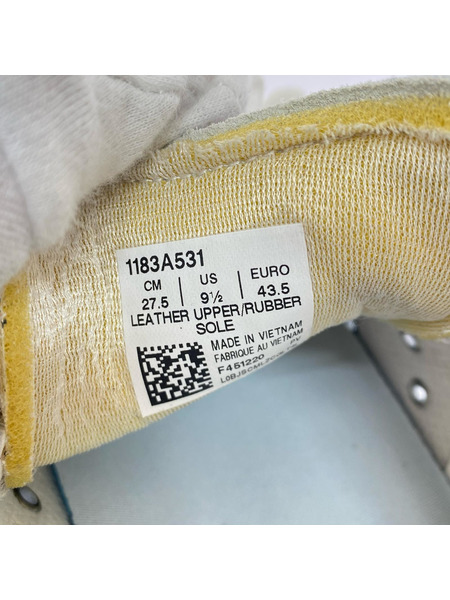 1183A531
CM US EURO
27.5 9½ 43.5
LEATHER UPPER/RUBBER
SOLE
MADE IN VIETNAM
FABRIQUE AU VIETNAM
F451220